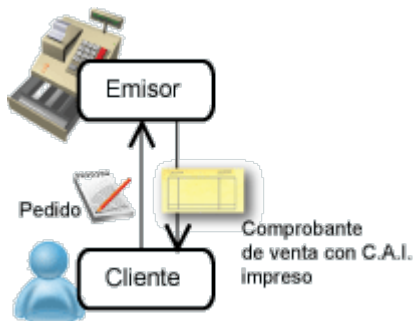 Emisor
Pedido
Comprobante
de venta con C.A.I.
impreso
Cliente